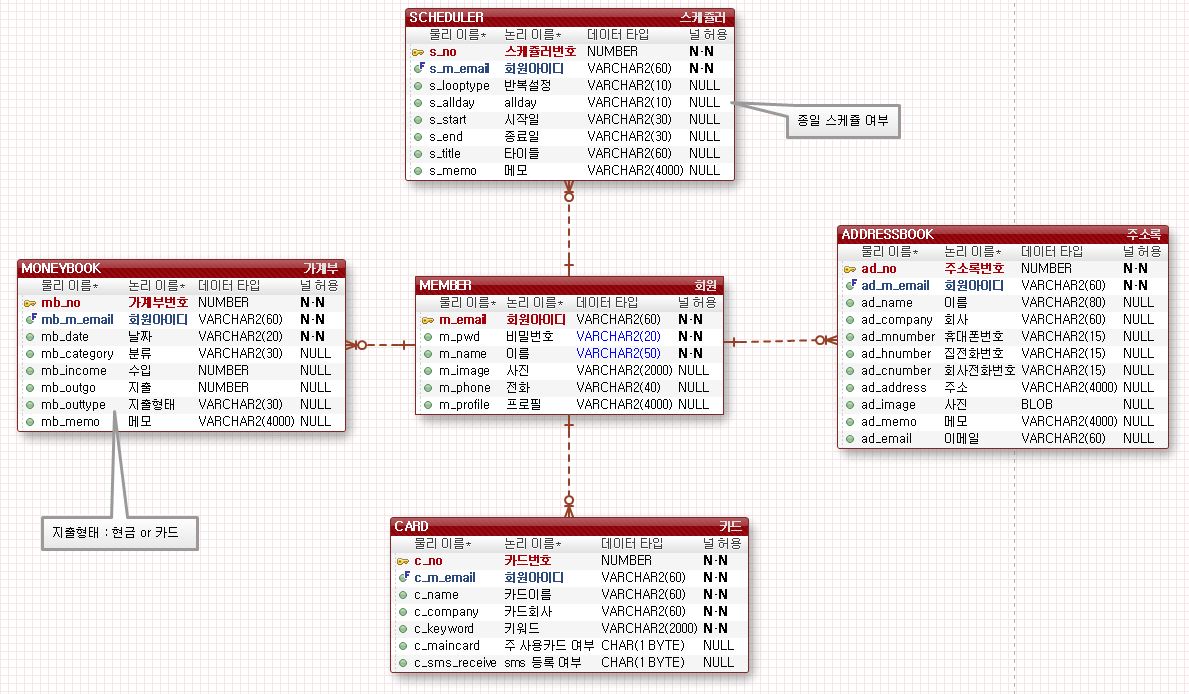 SCHEDULER 스케쥴러
물리 이름* 논리 이름* 데이터 타입 널 허용
s_no 스케쥴러번호 NUMBER N-N
s_m_email 회원아이디 VARCHAR2(60) N-N
s_looptype 반복설정 VARCHAR2(10) NULL
s_allday allday VARCHAR2(10) NULL
s_start 시작일 VARCHAR2(30) NULL
s_end 종료일 VARCHAR2(30) NULL
s_title 타이틀 VARCHAR2(60) NULL
s_memo 메모 VARCHAR2(4000) NULL
종일 스케쥴 여부
MONEYBOOK 가계부
물리 이름* 논리 이름* 데이터 타입 널 허용
mb_no 가계부번호 NUMBER N-N
mb_m_email 회원아이디 VARCHAR2(60) N-N
mb_date 날짜 VARCHAR2(20) N-N
mb_category 분류 VARCHAR2(30) NULL
mb_income 수입 NUMBER NULL
mb_outgo 지출 NUMBER NULL
mb_outtype 지출형태 VARCHAR2(30) NULL
mb_memo 메모 VARCHAR2(4000) NULL
지출형태 : 현금 or 카드
MEMBER 회원
물리 이름* 논리 이름* 데이터 타입 널 허용
m_email 회원아이디 VARCHAR2(60) N-N
m_pwd 비밀번호 VARCHAR2(20) N-N
m_name 이름 VARCHAR2(50) N-N
m_image 사진 VARCHAR2(2000) NULL
m_phone 전화 VARCHAR2(40) NULL
m_profile 프로필 VARCHAR2(4000) NULL
ADDRESSBOOK 주소록
물리 이름* 논리 이름* 데이터 타입 널 허용
ad_no 주소록번호 NUMBER N-N
ad_m_email 회원아이디 VARCHAR2(60) N-N
ad_name 이름 VARCHAR2(80) NULL
ad_company 회사 VARCHAR2(60) NULL
ad_mnumber 휴대폰번호 VARCHAR2(15) NULL
ad_hnumber 집전화번호 VARCHAR2(15) NULL
ad_cnumber 회사전화번호 VARCHAR2(15) NULL
ad_address 주소 VARCHAR2(4000) NULL
ad_image 사진 BLOB NULL
ad_memo 메모 VARCHAR2(4000) NULL
ad_email 이메일 VARCHAR2(60) NULL
CARD 카드
물리 이름* 논리 이름* 데이터 타입 널 허용
c_no 카드번호 NUMBER N-N
c_m_email 회원아이디 VARCHAR2(60) N-N
c_name 카드이름 VARCHAR2(60) N-N
c_company 카드회사 VARCHAR2(60) N-N
c_keyword 키워드 VARCHAR2(2000) N-N
c_maincard 주 사용카드 여부 CHAR(1 BYTE) NULL
c_sms_receive sms 등록 여부 CHAR(1 BYTE) NULL